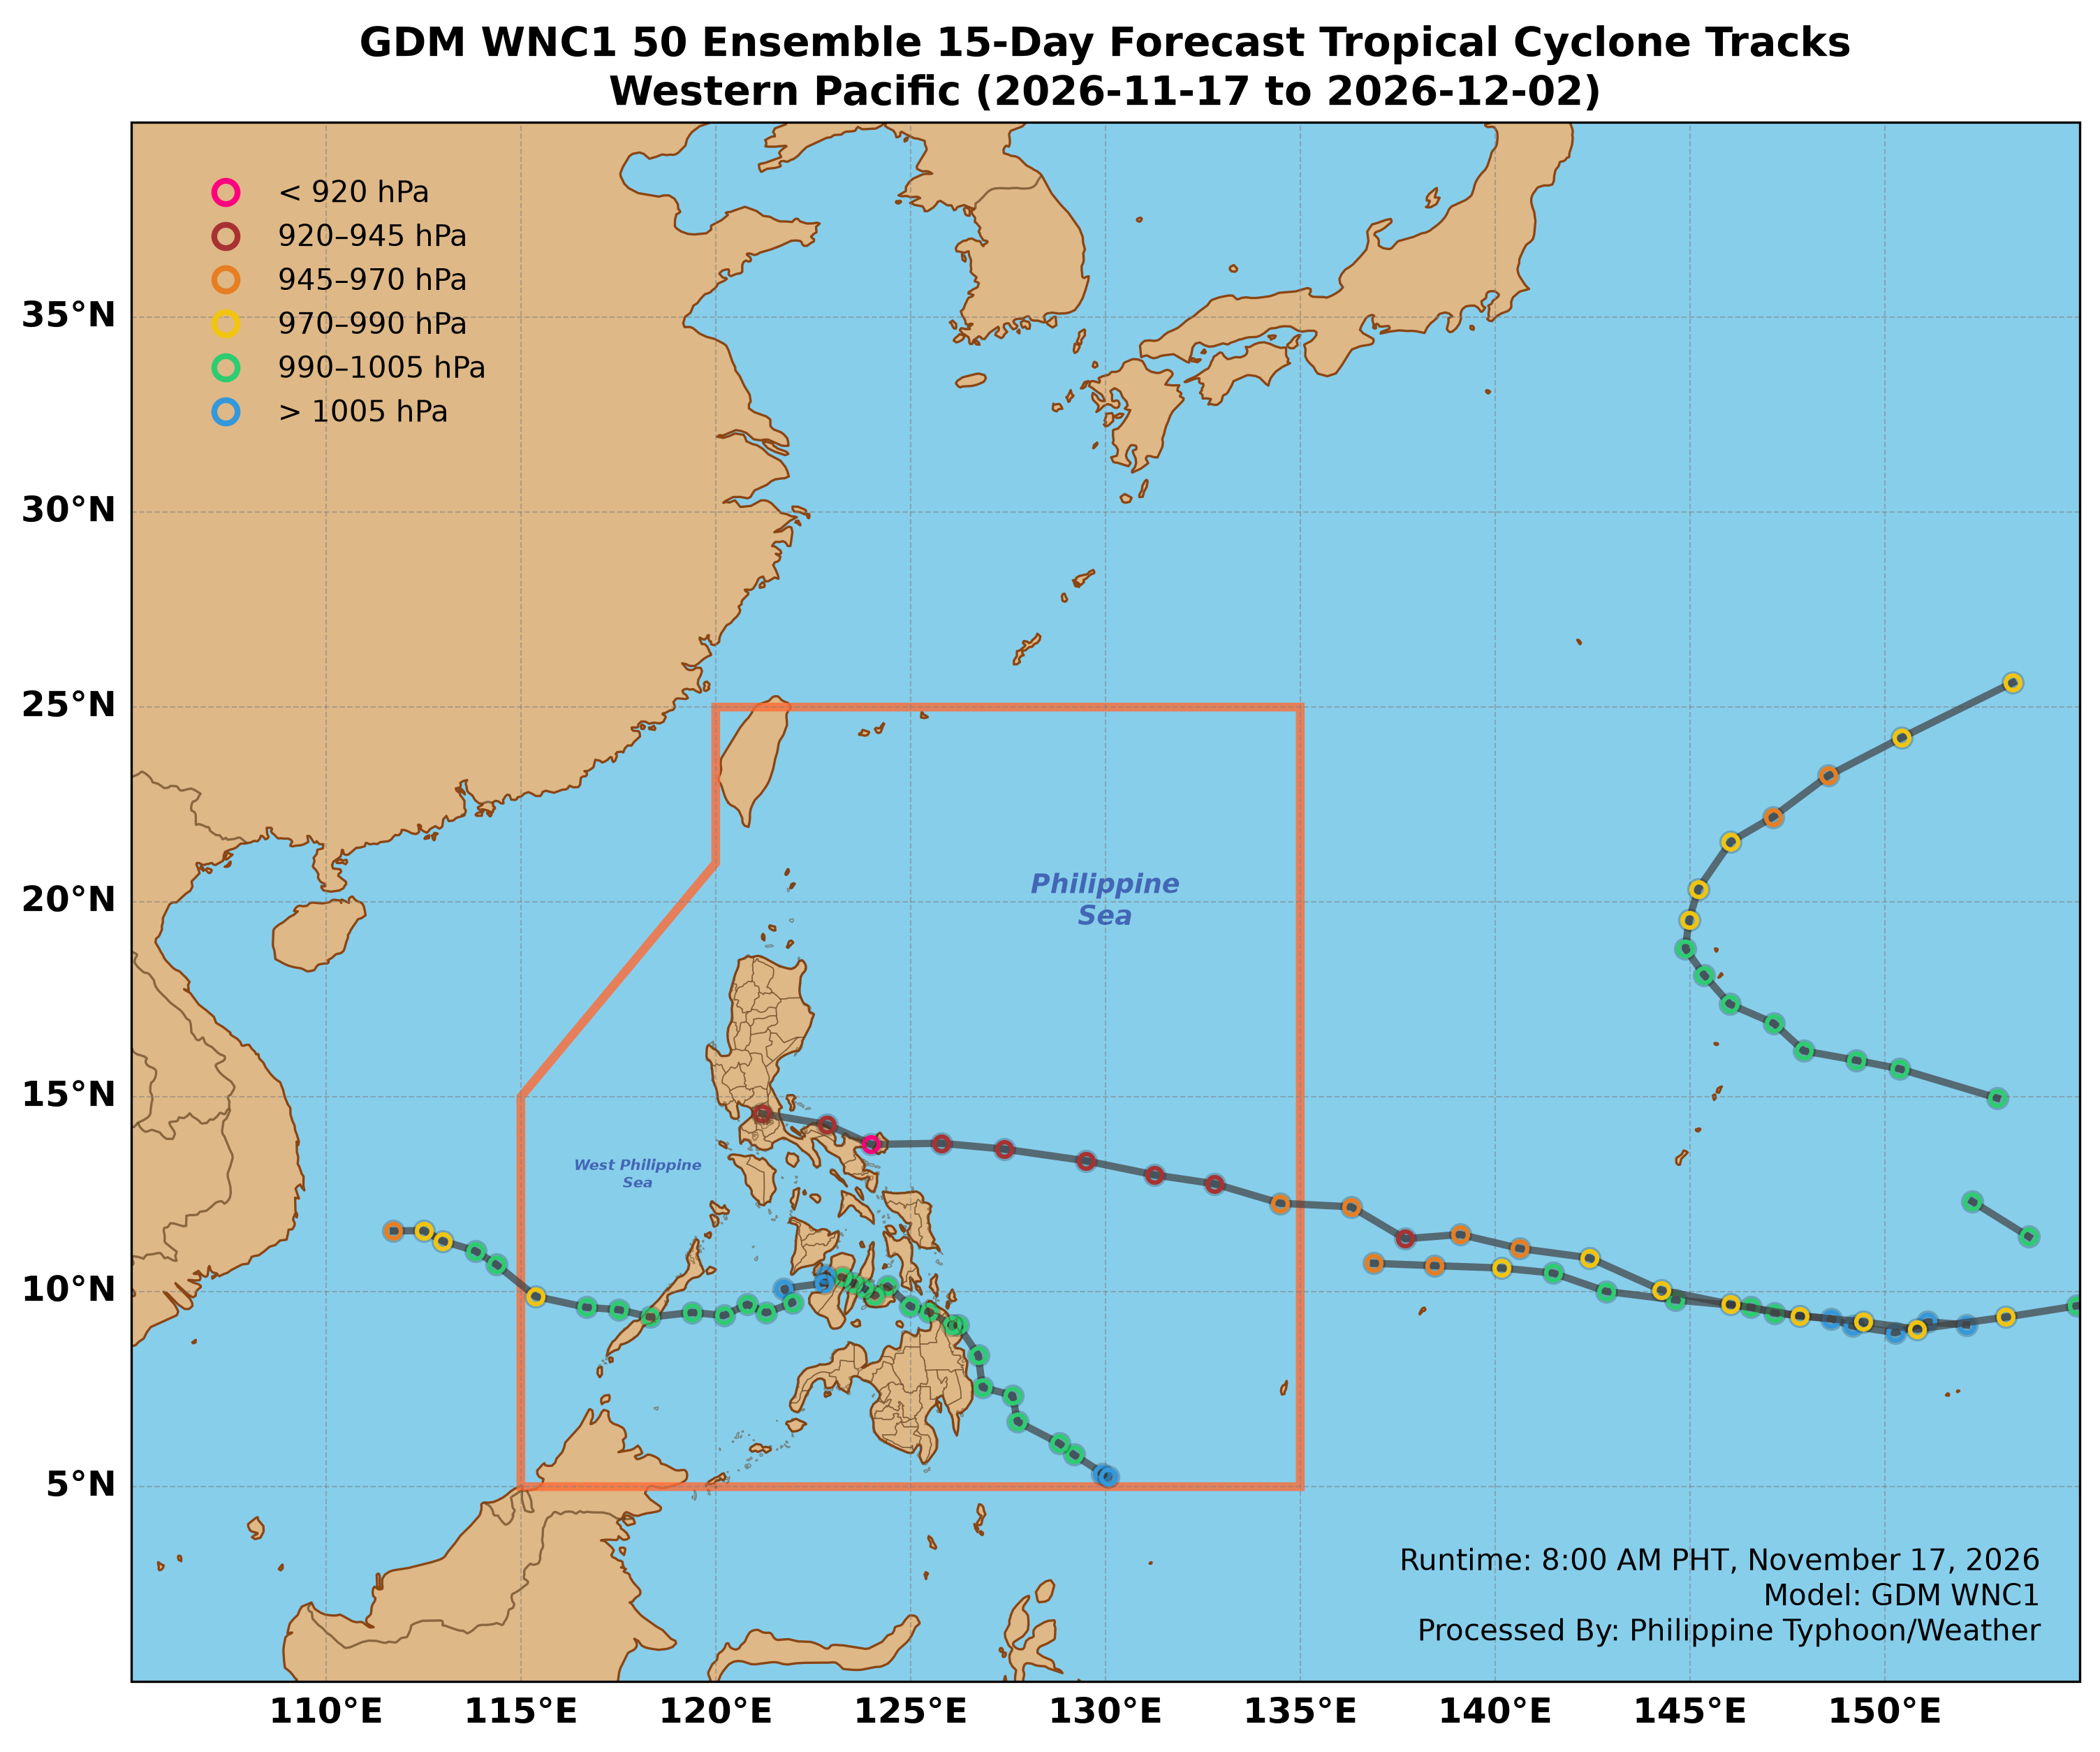 GDM WNC1 50 Ensemble 15-Day Forecast Tropical Cyclone Tracks
Western Pacific (2026-11-17 to 2026-12-02)
< 920 hPa
920–945 hPa
945–970 hPa
970–990 hPa
990–1005 hPa
> 1005 hPa
35°N
30°N
25°N
20°N
15°N
10°N
5°N
Philippine
Sea
West Philippine
Sea
Runtime: 8:00 AM PHT, November 17, 2026
Model: GDM WNC1
Processed By: Philippine Typhoon/Weather
110°E 115°E 120°E 125°E 130°E 135°E 140°E 145°E 150°E